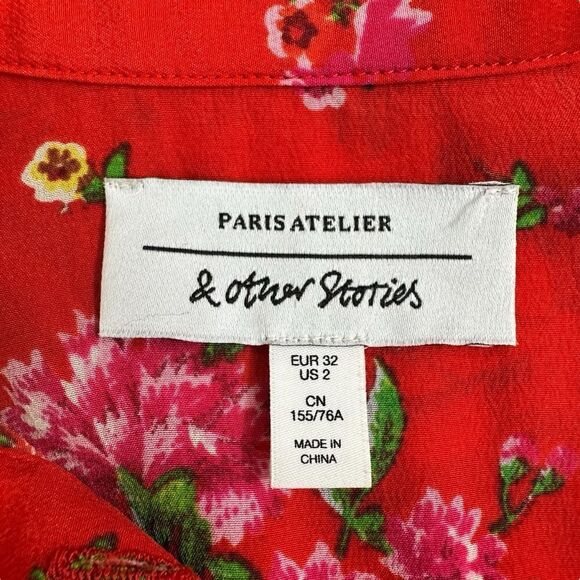 PARIS ATELIER
& other Stories
EUR 32
US 2
CN
155/76A
MADE IN
CHINA